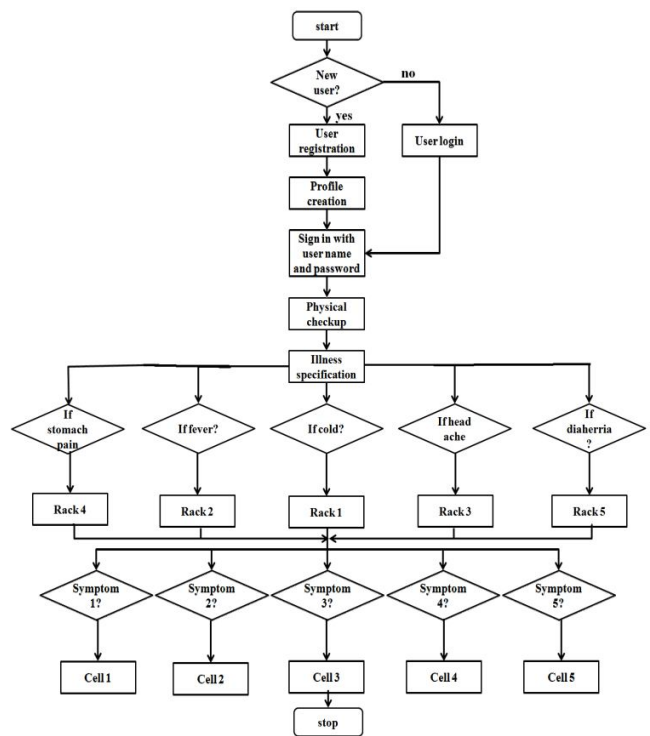 start
New
user?
no
yes
User
registration
User login
Profile
creation
Sign in with
user name
and password
Physical
checkup
Illness
specification
If
stomach
pain
If fever?
If cold?
If head
ache
If
diaherria
?
Rack 4
Rack 2
Rack 1
Rack 3
Rack 5
Symptom
1?
Symptom
2?
Symptom
3?
Symptom
4?
Symptom
5?
Cell 1
Cell 2
Cell 3
Cell 4
Cell 5
stop